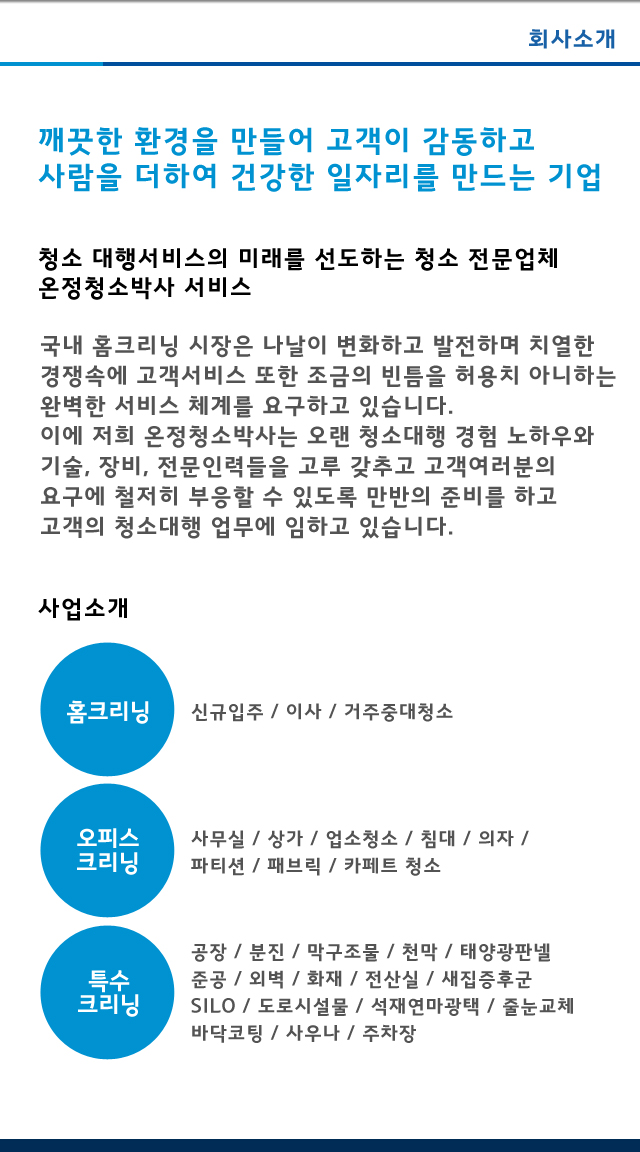 회사소개
깨끗한 환경을 만들어 고객이 감동하고
사람을 더하여 건강한 일자리를 만드는 기업
청소 대행서비스의 미래를 선도하는 청소 전문업체
온정청소박사 서비스
국내 홈크리닝 시장은 나날이 변화하고 발전하며 치열한
경쟁속에 고객서비스 또한 조금의 빈틈을 허용치 아니하는
완벽한 서비스 체계를 요구하고 있습니다.
이에 저희 온정청소박사는 오랜 청소대행 경험 노하우와
기술, 장비, 전문인력들을 고루 갖추고 고객여러분의
요구에 철저히 부응할 수 있도록 만반의 준비를 하고
고객의 청소대행 업무에 임하고 있습니다.
사업소개
홈크리닝
신규입주 / 이사 / 거주중대청소
오피스
크리닝
사무실 / 상가 / 업소청소 / 침대 / 의자 /
파티션 / 패브릭 / 카페트 청소
특수
크리닝
공장 / 분진 / 막구조물 / 천막 / 태양광판넬
준공 / 외벽 / 화재 / 전산실 / 새집증후군
SILO / 도로시설물 / 석재연마광택 / 줄눈교체
바닥코팅 / 사우나 / 주차장